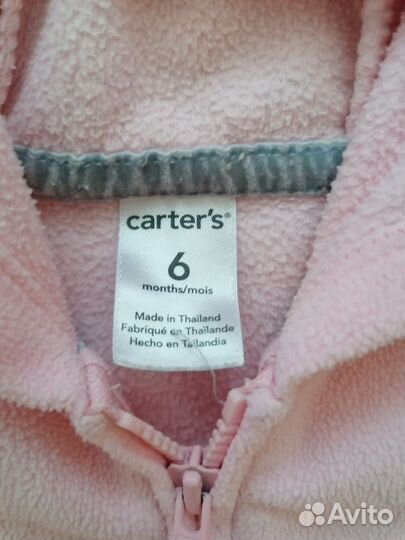 carter's®
6
months/mois
Made in Thailand
Fabriqué en Thaïlande
Hecho en Tailandia
Avito